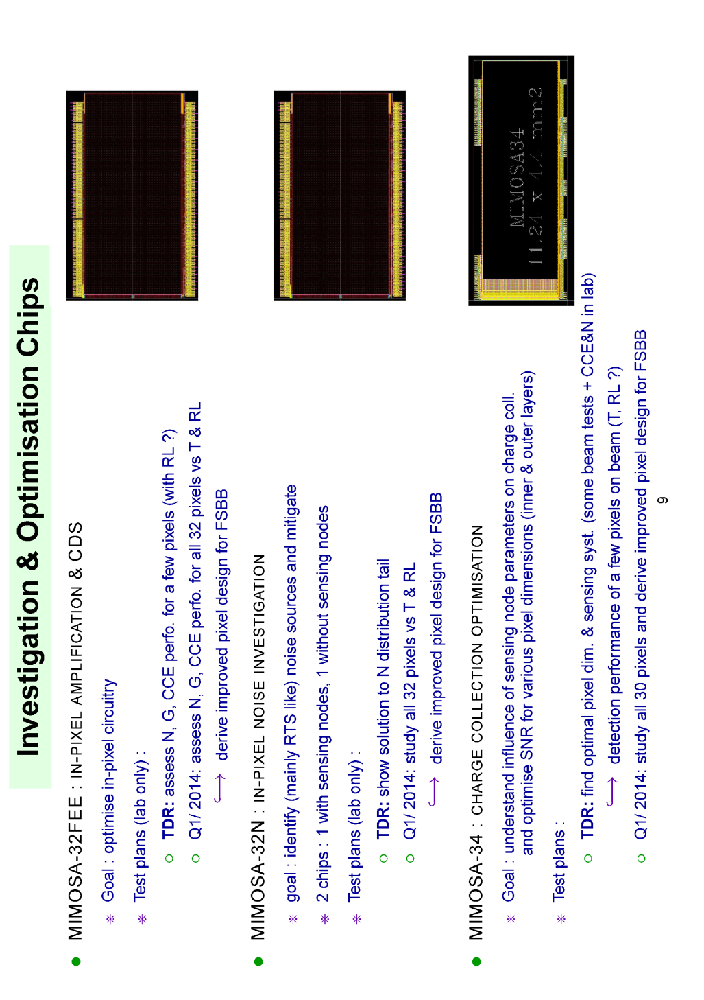 Investigation & Optimisation Chips
● MIMOSA-32FEE : IN-PIXEL AMPLIFICATION & CDS
※ Goal : optimise in-pixel circuitry
※ Test plans (lab only) :
○ TDR: assess N, G, CCE perfo. for a few pixels (with RL ?)
○ Q1/ 2014: assess N, G, CCE perfo. for all 32 pixels vs T & RL
↪ derive improved pixel design for FSBB
● MIMOSA-32N : IN-PIXEL NOISE INVESTIGATION
※ goal : identify (mainly RTS like) noise sources and mitigate
※ 2 chips : 1 with sensing nodes, 1 without sensing nodes
※ Test plans (lab only) :
○ TDR: show solution to N distribution tail
○ Q1/ 2014: study all 32 pixels vs T & RL
↪ derive improved pixel design for FSBB
● MIMOSA-34 : CHARGE COLLECTION OPTIMISATION
※ Goal : understand influence of sensing node parameters on charge coll.
and optimise SNR for various pixel dimensions (inner & outer layers)
※ Test plans :
○ TDR: find optimal pixel dim. & sensing syst. (some beam tests + CCE&N in lab)
↪ detection performance of a few pixels on beam (T, RL ?)
○ Q1/ 2014: study all 30 pixels and derive improved pixel design for FSBB
MIMOSA34
x mm2
9